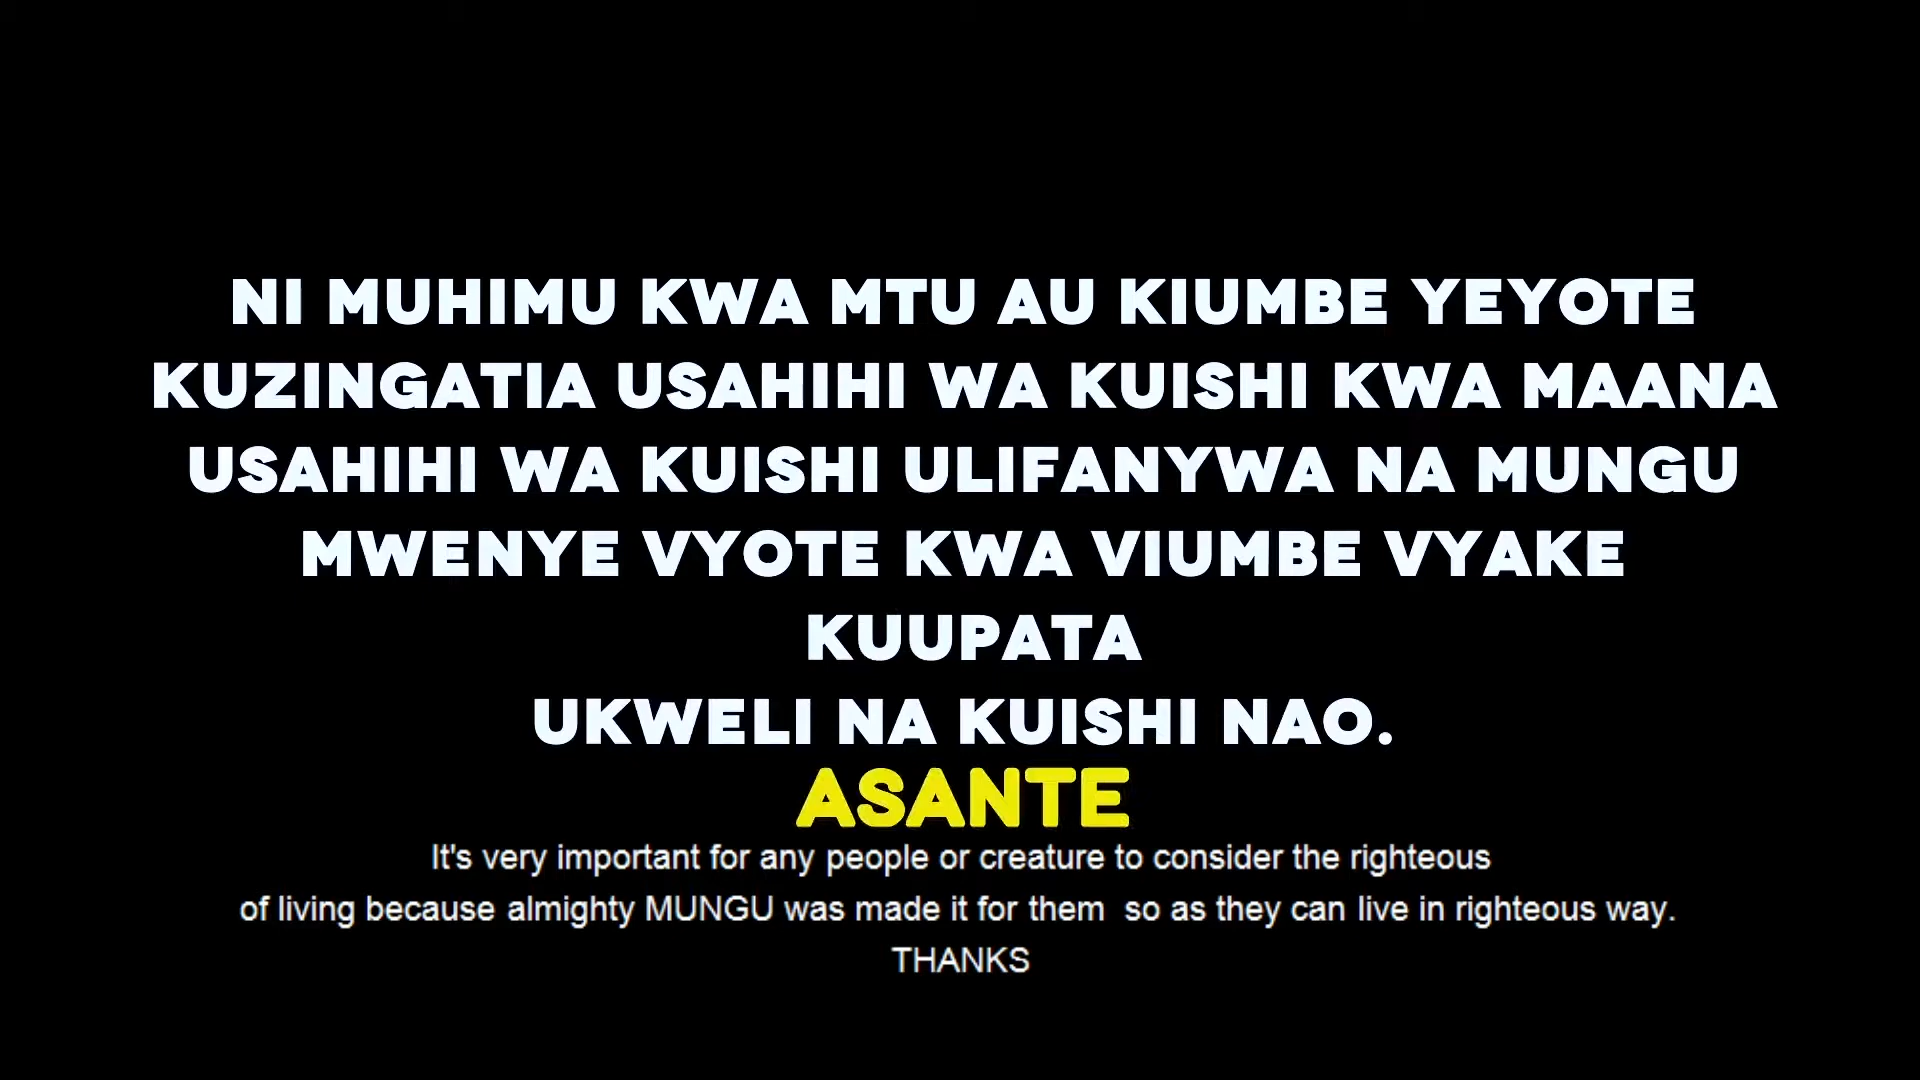 NI MUHIMU KWA MTU AU KIUMBE YEYOTE
KUZINGATIA USAHIHI WA KUISHI KWA MAANA
USAHIHI WA KUISHI ULIFANYWA NA MUNGU
MWENYE VYOTE KWA VIUMBE VYAKE
KUUPATA
UKWELI NA KUISHI NAO.
ASANTE
It's very important for any people or creature to consider the righteous
of living because almighty MUNGU was made it for them  so as they can live in righteous way.
THANKS